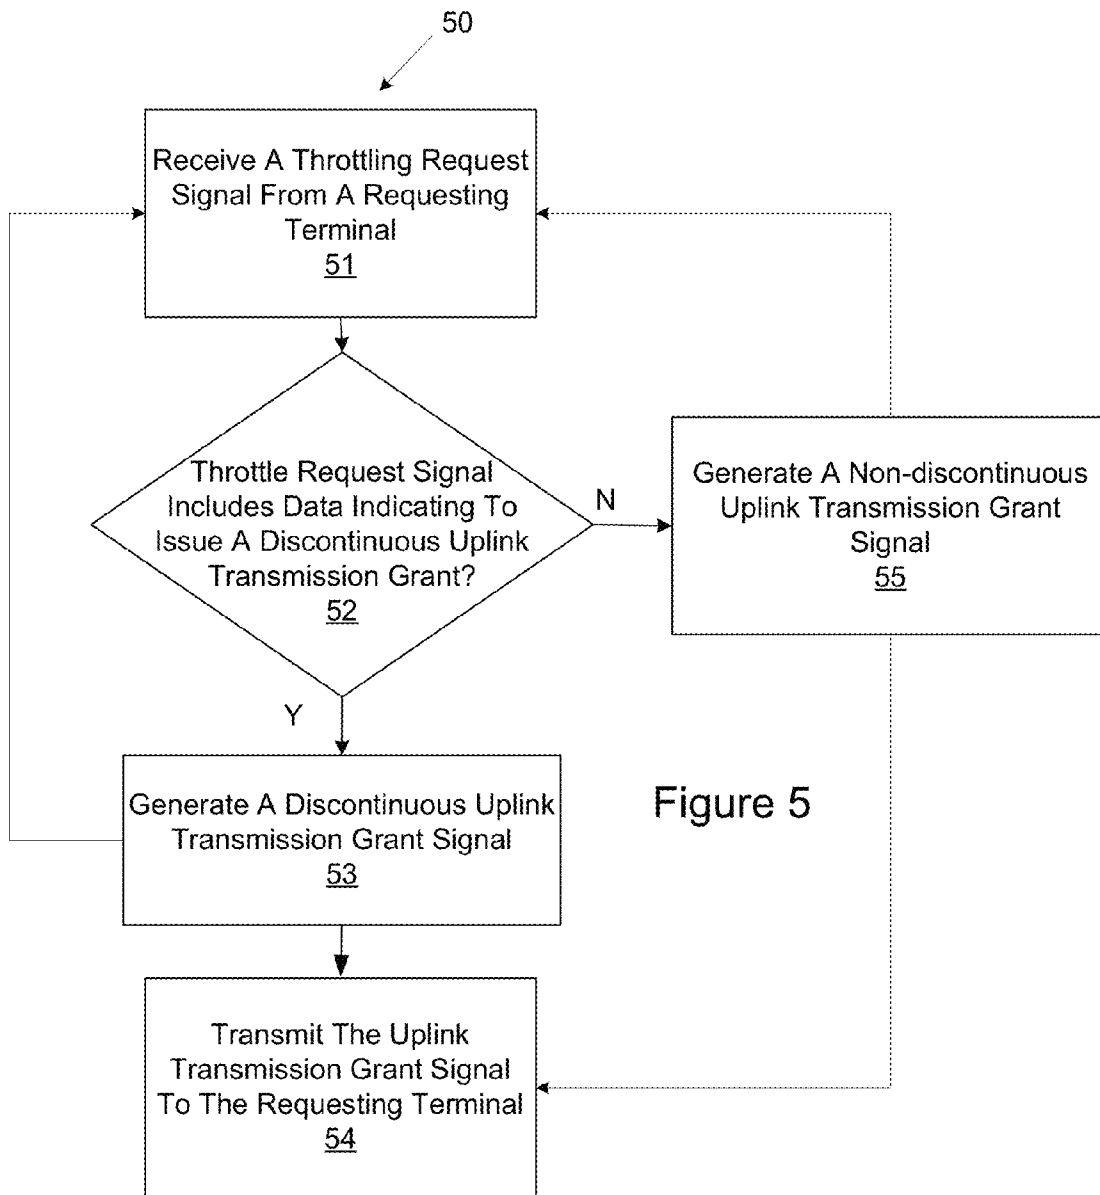 50
Receive A Throttling Request
Signal From A Requesting
Terminal
51
Throttle Request Signal
Includes Data Indicating To
Issue A Discontinuous Uplink
Transmission Grant?
52
N
Generate A Non-discontinuous
Uplink Transmission Grant
Signal
55
Y
Generate A Discontinuous Uplink
Transmission Grant Signal
53
Figure 5
Transmit The Uplink
Transmission Grant Signal
To The Requesting Terminal
54